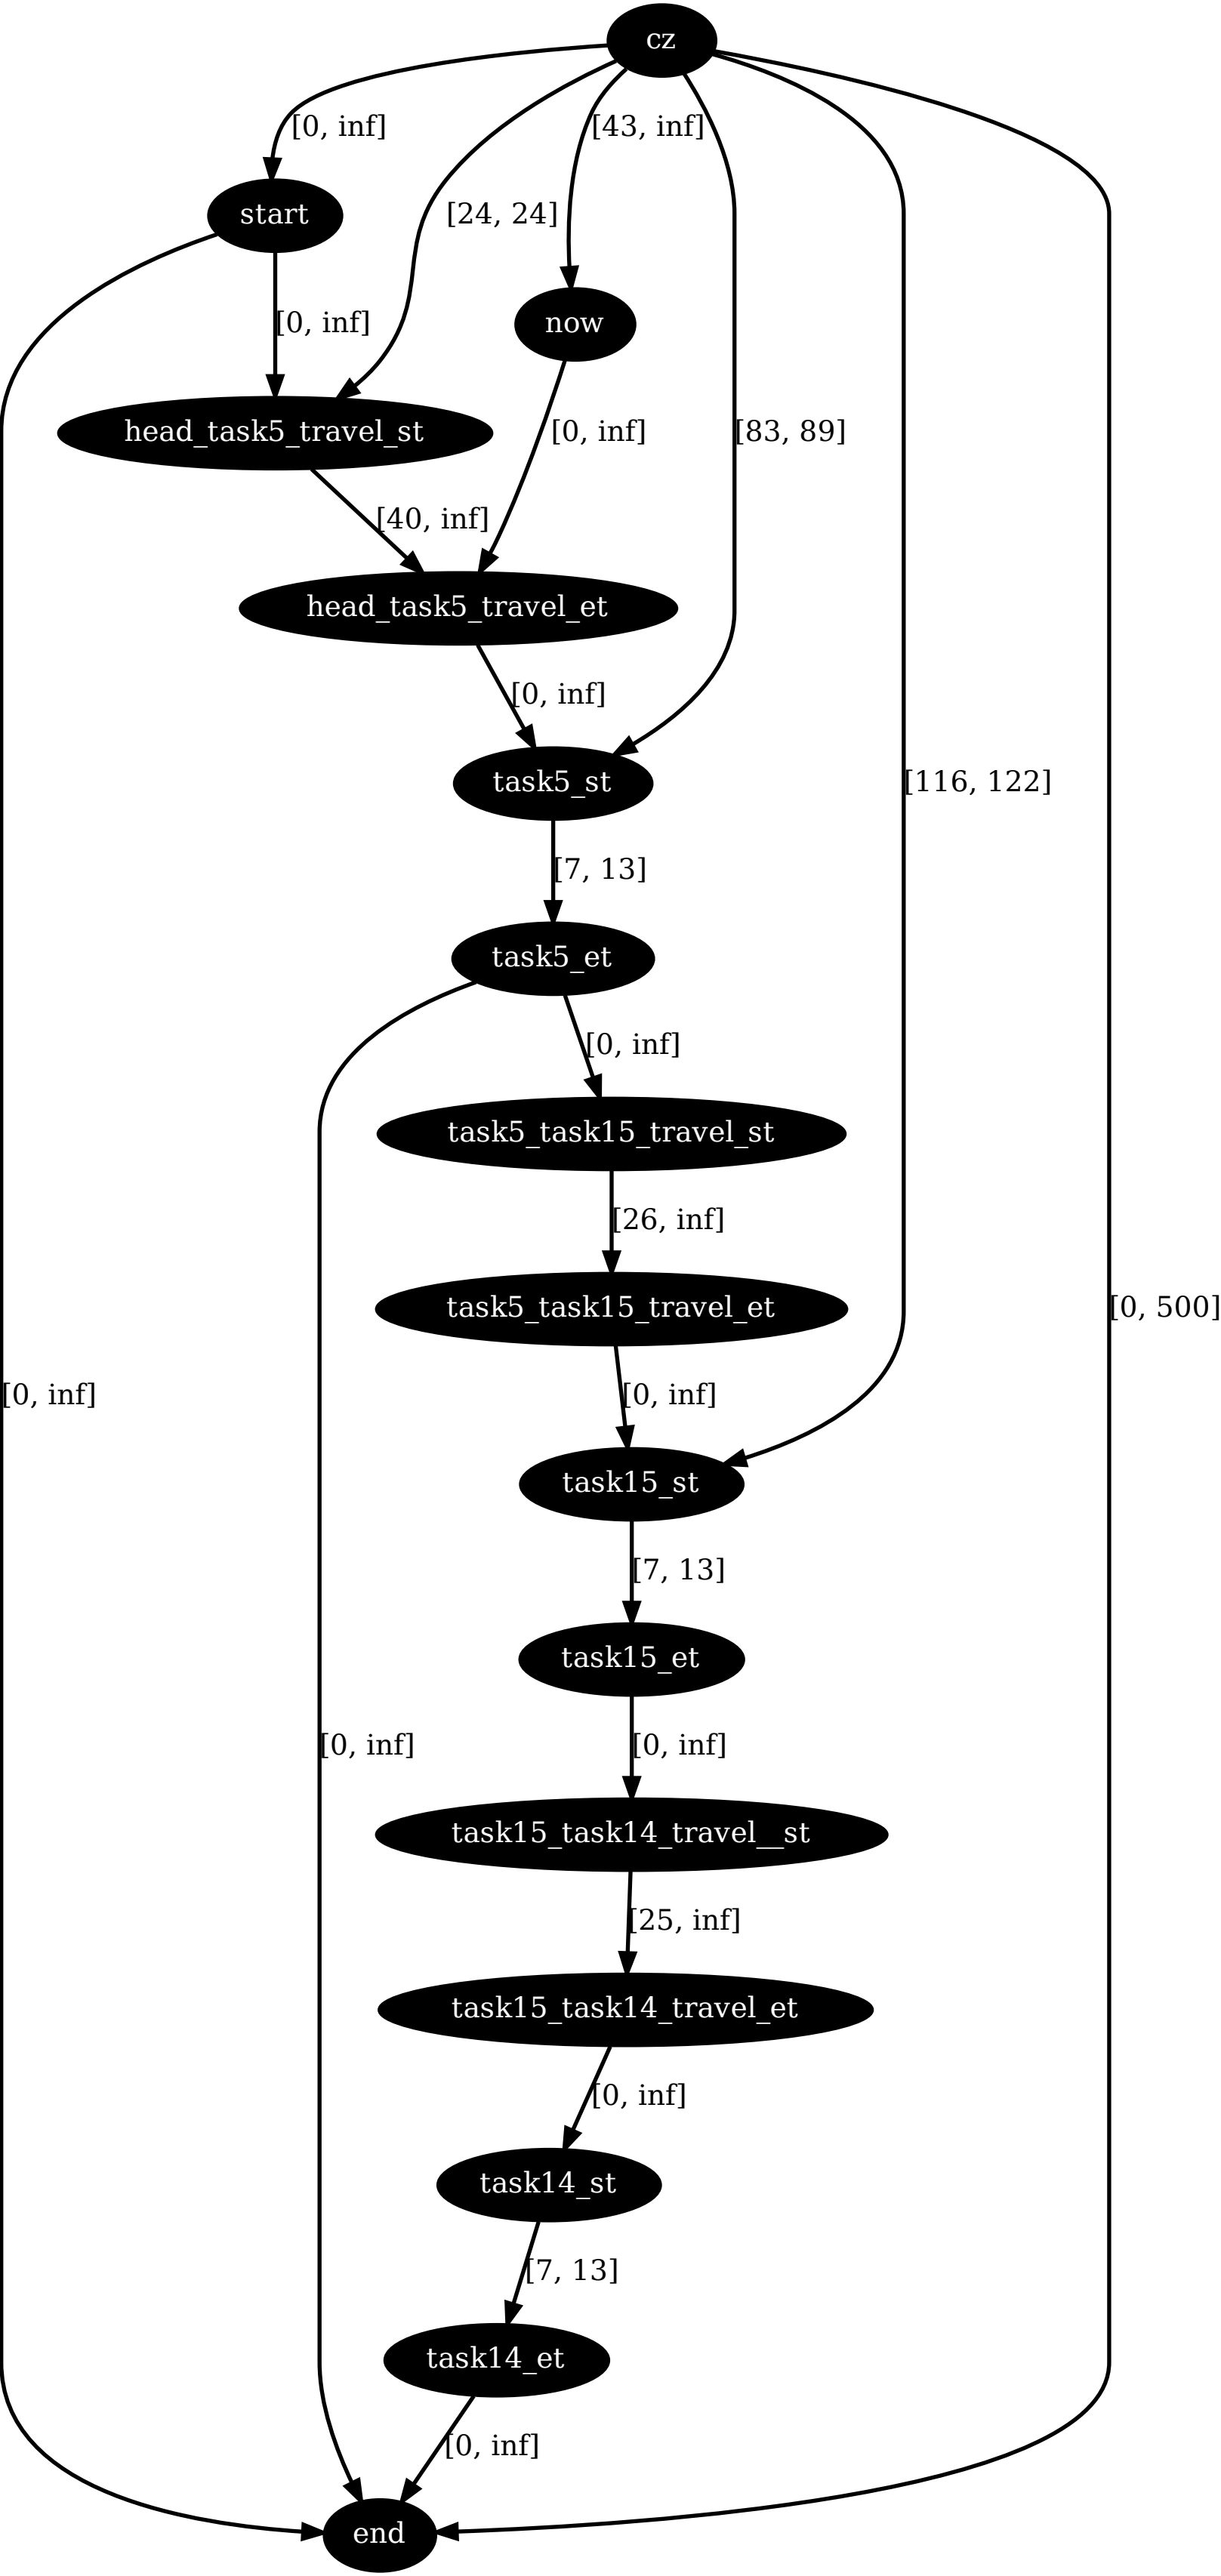 cz
[0, inf]
[43, inf]
start
[24, 24]
now
[0, inf]
head_task5_travel_st
[0, inf]
[83, 89]
[40, inf]
head_task5_travel_et
[0, inf]
task5_st
[116, 122]
[7, 13]
task5_et
[0, inf]
task5_task15_travel_st
[26, inf]
task5_task15_travel_et
[0, 500]
[0, inf]
[0, inf]
task15_st
[7, 13]
task15_et
[0, inf]
[0, inf]
task15_task14_travel__st
[25, inf]
task15_task14_travel_et
[0, inf]
task14_st
[7, 13]
task14_et
[0, inf]
end